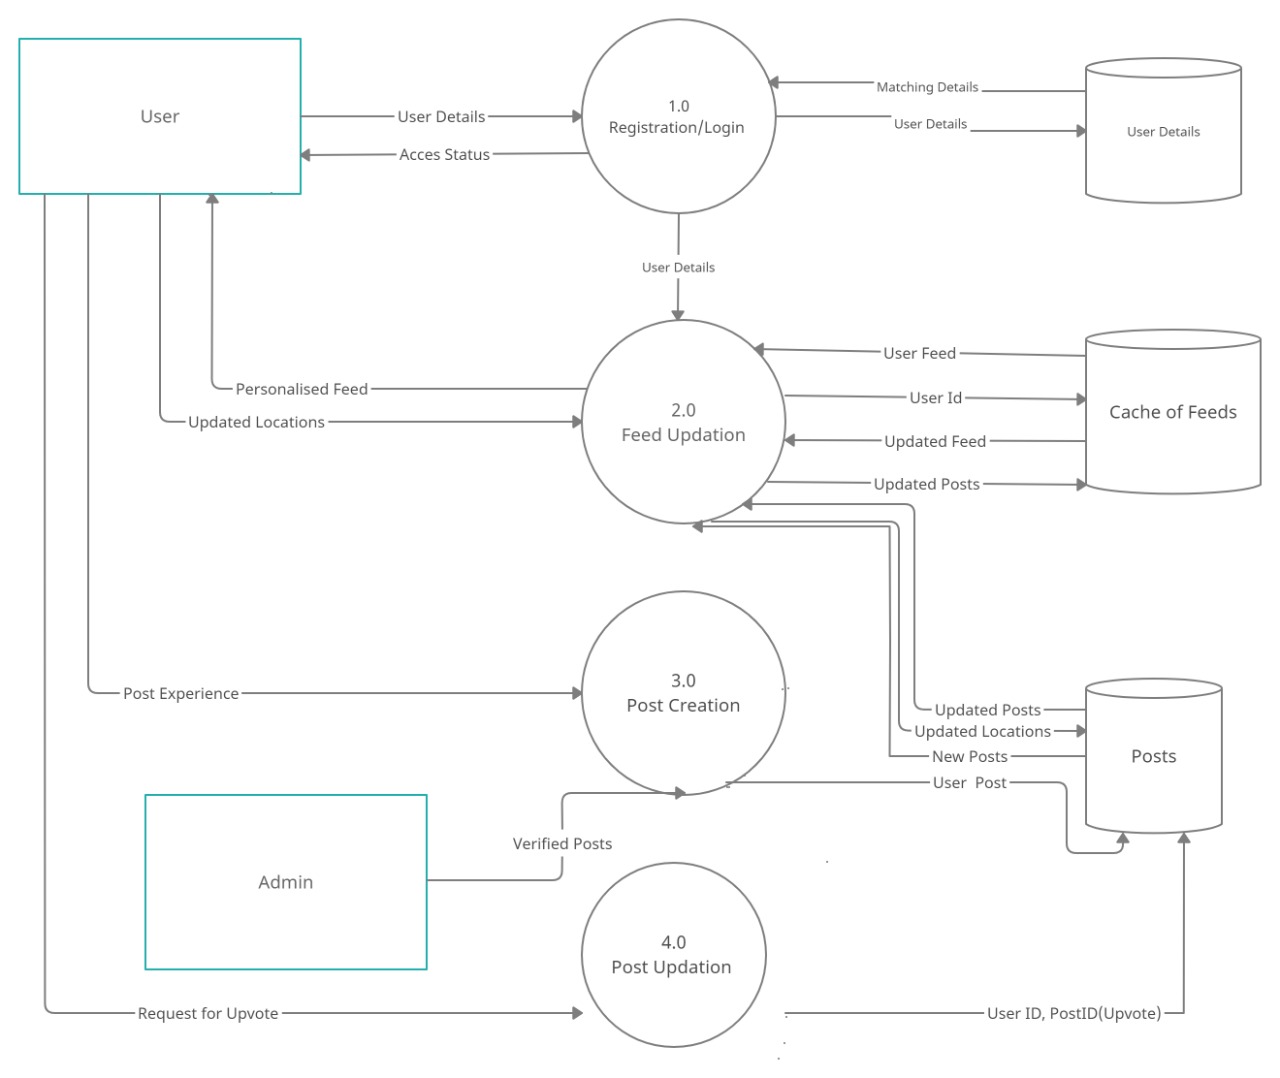 User
User Details
Acces Status
1.0
Registration/Login
Matching Details
User Details
User Details
User Details
Personalised Feed
Updated Locations
2.0
Feed Updation
User Feed
User Id
Updated Feed
Updated Posts
Cache of Feeds
Post Experience
3.0
Post Creation
Updated Posts
Updated Locations
New Posts
User Post
Posts
Verified Posts
Admin
4.0
Post Updation
Request for Upvote
User ID, PostID(Upvote)